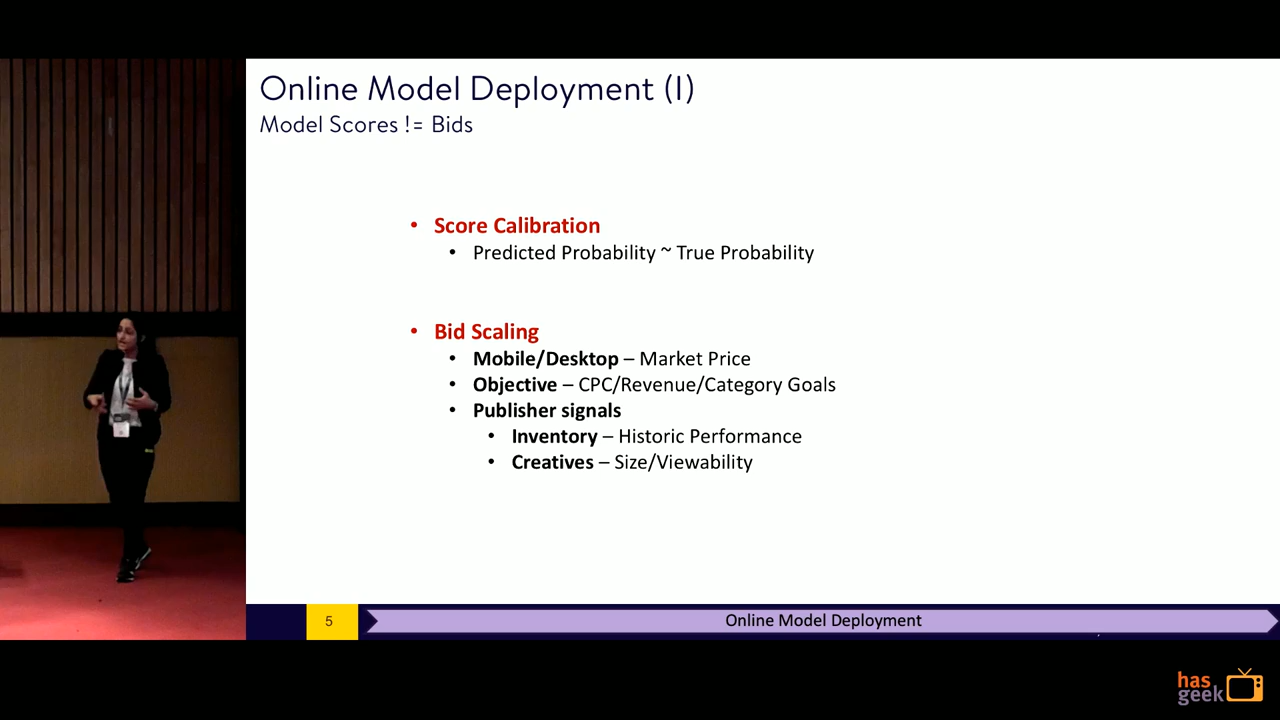 Online Model Deployment (I)
Model Scores != Bids
• Score Calibration
• Predicted Probability ~ True Probability
• Bid Scaling
• Mobile/Desktop – Market Price
• Objective – CPC/Revenue/Category Goals
• Publisher signals
• Inventory – Historic Performance
• Creatives – Size/Viewability
5
Online Model Deployment
has
geek